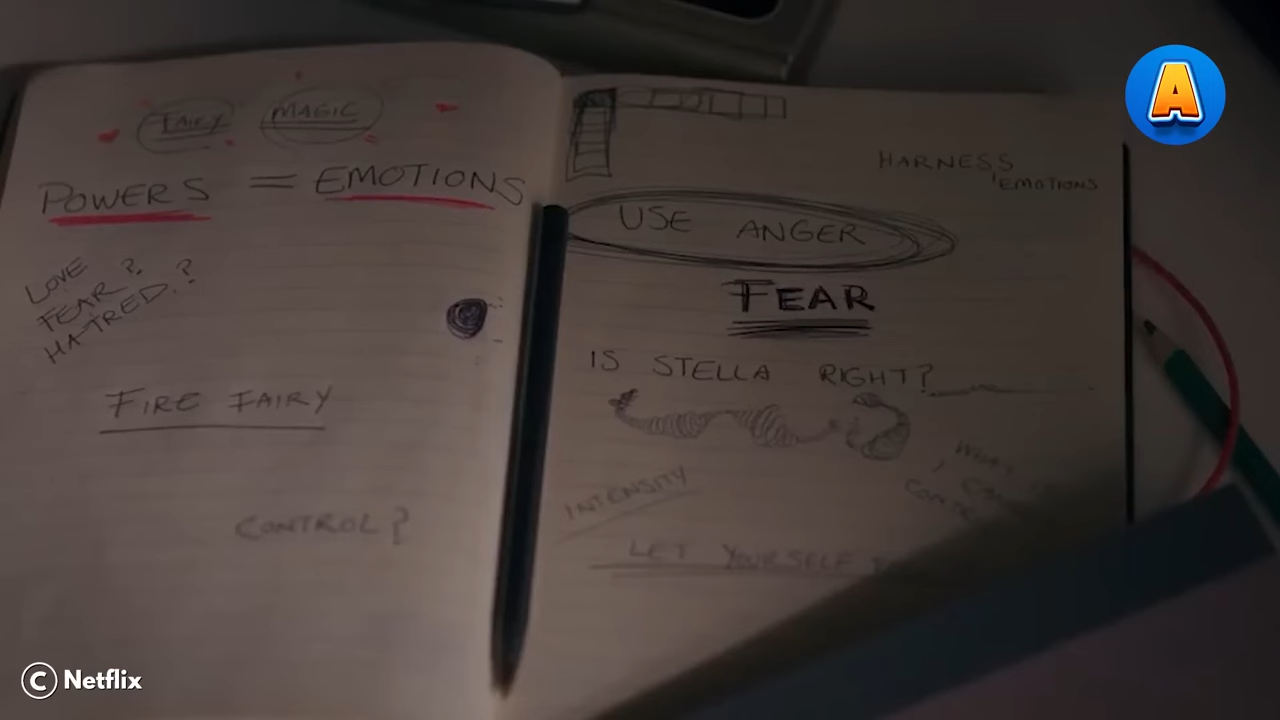 FAIRY MAGIC
POWERS = EMOTIONS
LOVE
FEAR?
HATRED?
FIRE FAIRY
CONTROL?
HARNESS
EMOTIONS
USE ANGER
FEAR
IS STELLA RIGHT?
INTENSITY
LET YOURSELF
A
C Netflix